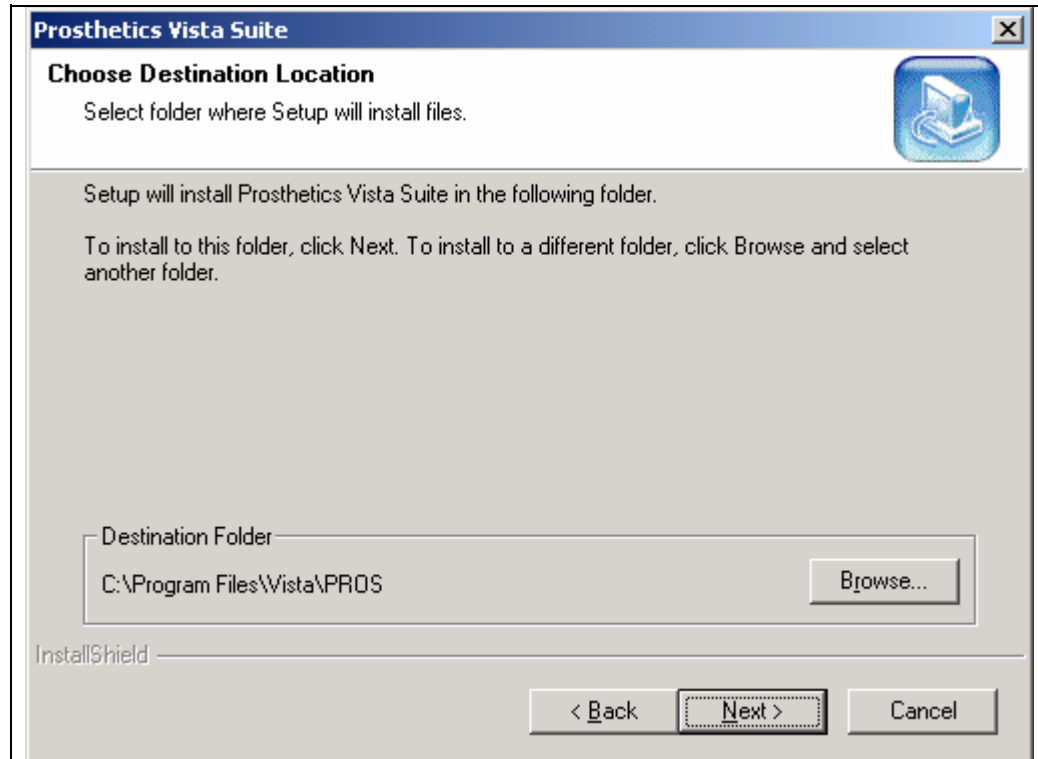 Prosthetics Vista Suite
Choose Destination Location
Select folder where Setup will install files.
Setup will install Prosthetics Vista Suite in the following folder.
To install to this folder, click Next. To install to a different folder, click Browse and select
another folder.
Destination Folder
C:\Program Files\Vista\PROS
Browse...
InstallShield
< Back
Next >
Cancel